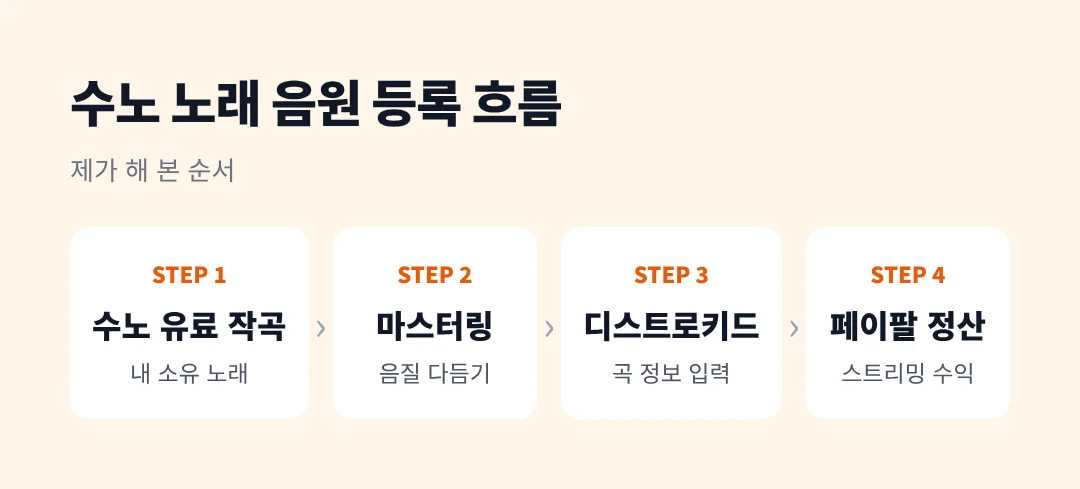 수노 노래 음원 등록 흐름
제가 해 본 순서
STEP 1
수노 유료 작곡
내 소유 노래
›
STEP 2
마스터링
음질 다듬기
›
STEP 3
디스트로키드
곡 정보 입력
›
STEP 4
페이팔 정산
스트리밍 수익